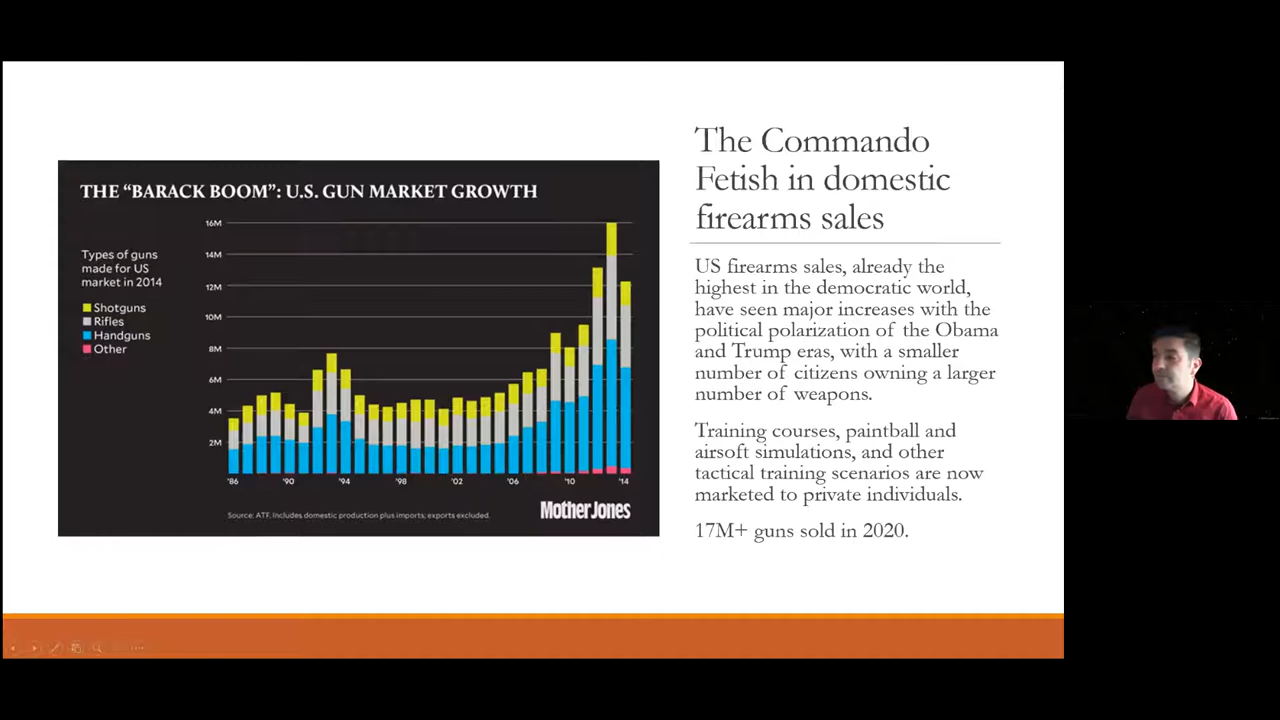 The Commando
Fetish in domestic
firearms sales
THE “BARACK BOOM”: U.S. GUN MARKET GROWTH
Types of guns
made for US
market in 2014
Shotguns
Rifles
Handguns
Other
16M
14M
12M
10M
8M
6M
4M
2M
'86 '90 '94 '98 '02 '06 '10 '14
Source: ATF. Includes domestic production plus imports; exports excluded.
Mother Jones
US firearms sales, already the
highest in the democratic world,
have seen major increases with the
political polarization of the Obama
and Trump eras, with a smaller
number of citizens owning a larger
number of weapons.
Training courses, paintball and
airsoft simulations, and other
tactical training scenarios are now
marketed to private individuals.
17M+ guns sold in 2020.